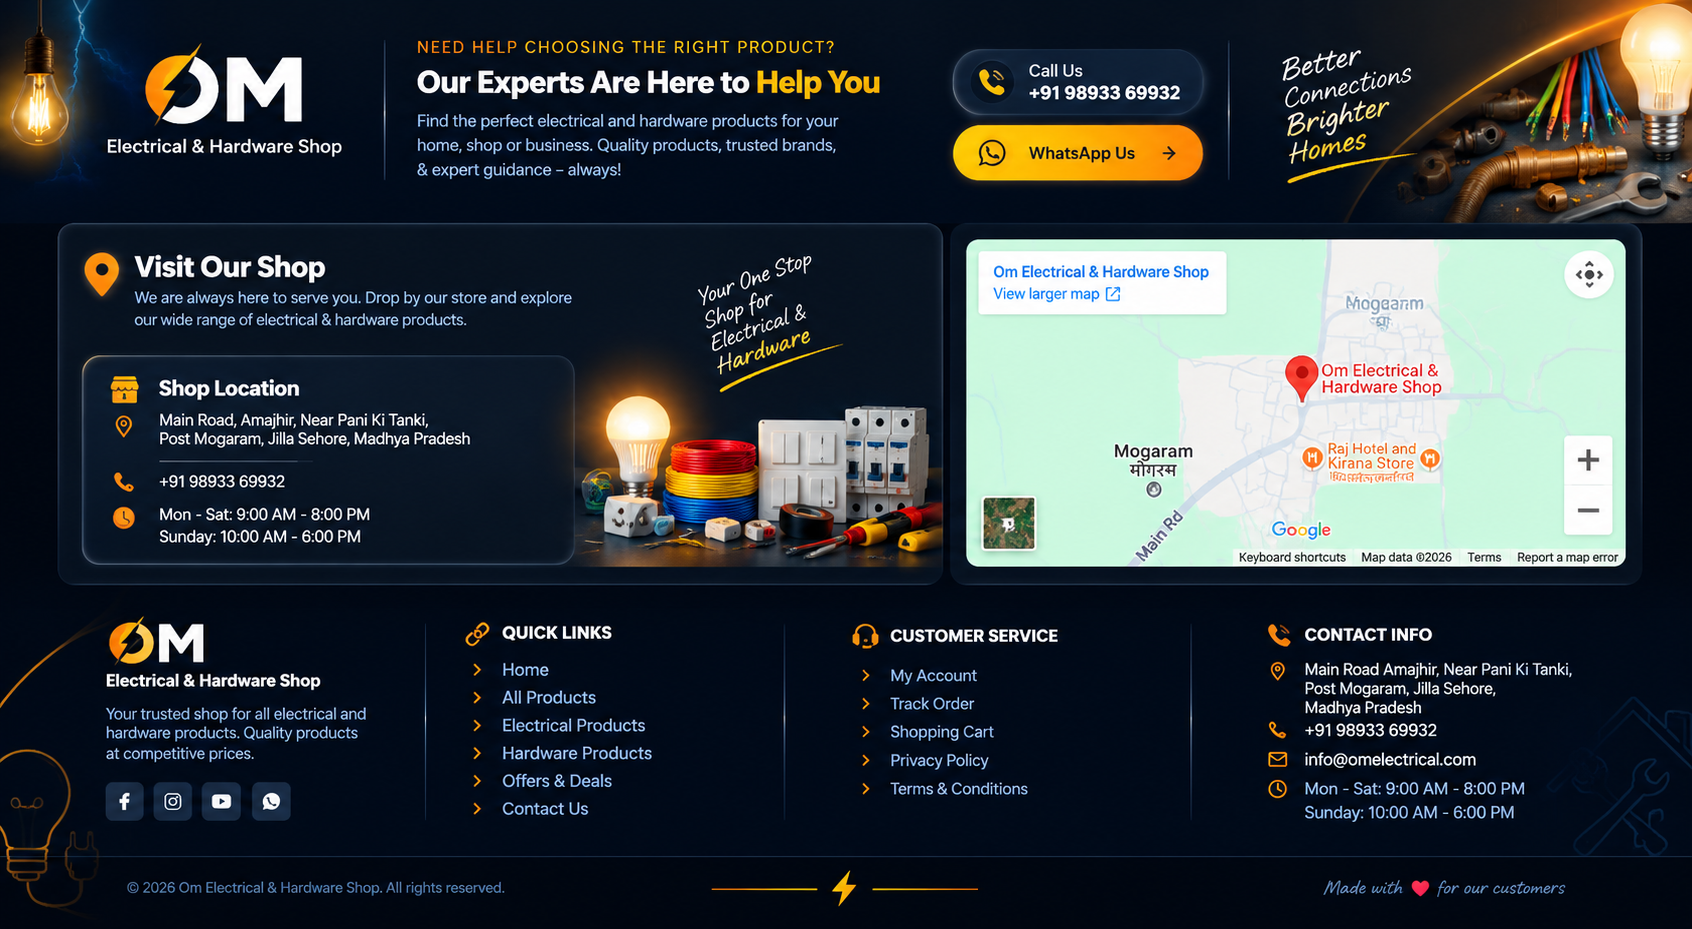 OM
Electrical & Hardware Shop
NEED HELP CHOOSING THE RIGHT PRODUCT?
Our Experts Are Here to Help You
Find the perfect electrical and hardware products for your
home, shop or business. Quality products, trusted brands,
& expert guidance – always!
Call Us
+91 98933 69932
WhatsApp Us
Better
Connections
Brighter
Homes
Visit Our Shop
We are always here to serve you. Drop by our store and explore
our wide range of electrical & hardware products.
Shop Location
Main Road, Amajhir, Near Pani Ki Tanki,
Post Mogaram, Jilla Sehore, Madhya Pradesh
+91 98933 69932
Mon - Sat: 9:00 AM - 8:00 PM
Sunday: 10:00 AM - 6:00 PM
Your One Stop
Shop for
Electrical &
Hardware
Om Electrical & Hardware Shop
View larger map
Om Electrical &
Hardware Shop
Mogaram
मोगरम
Raj Hotel and
Kirana Store
Main Rd
Google
Keyboard shortcuts Map data ©2026 Terms Report a map error
OM
Electrical & Hardware Shop
Your trusted shop for all electrical and
hardware products. Quality products
at competitive prices.
QUICK LINKS
Home
All Products
Electrical Products
Hardware Products
Offers & Deals
Contact Us
CUSTOMER SERVICE
My Account
Track Order
Shopping Cart
Privacy Policy
Terms & Conditions
CONTACT INFO
Main Road Amajhir, Near Pani Ki Tanki,
Post Mogaram, Jilla Sehore,
Madhya Pradesh
+91 98933 69932
info@omelectrical.com
Mon - Sat: 9:00 AM - 8:00 PM
Sunday: 10:00 AM - 6:00 PM
© 2026 Om Electrical & Hardware Shop. All rights reserved.
Made with ❤ for our customers